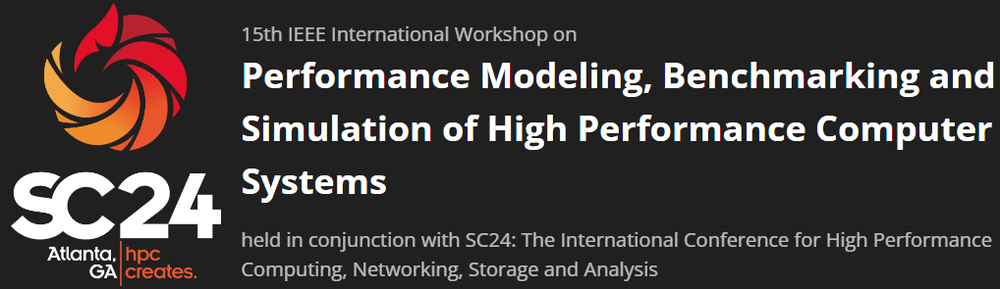 SC24
Atlanta, GA
hpc creates.
15th IEEE International Workshop on
Performance Modeling, Benchmarking and
Simulation of High Performance Computer
Systems
held in conjunction with SC24: The International Conference for High Performance
Computing, Networking, Storage and Analysis